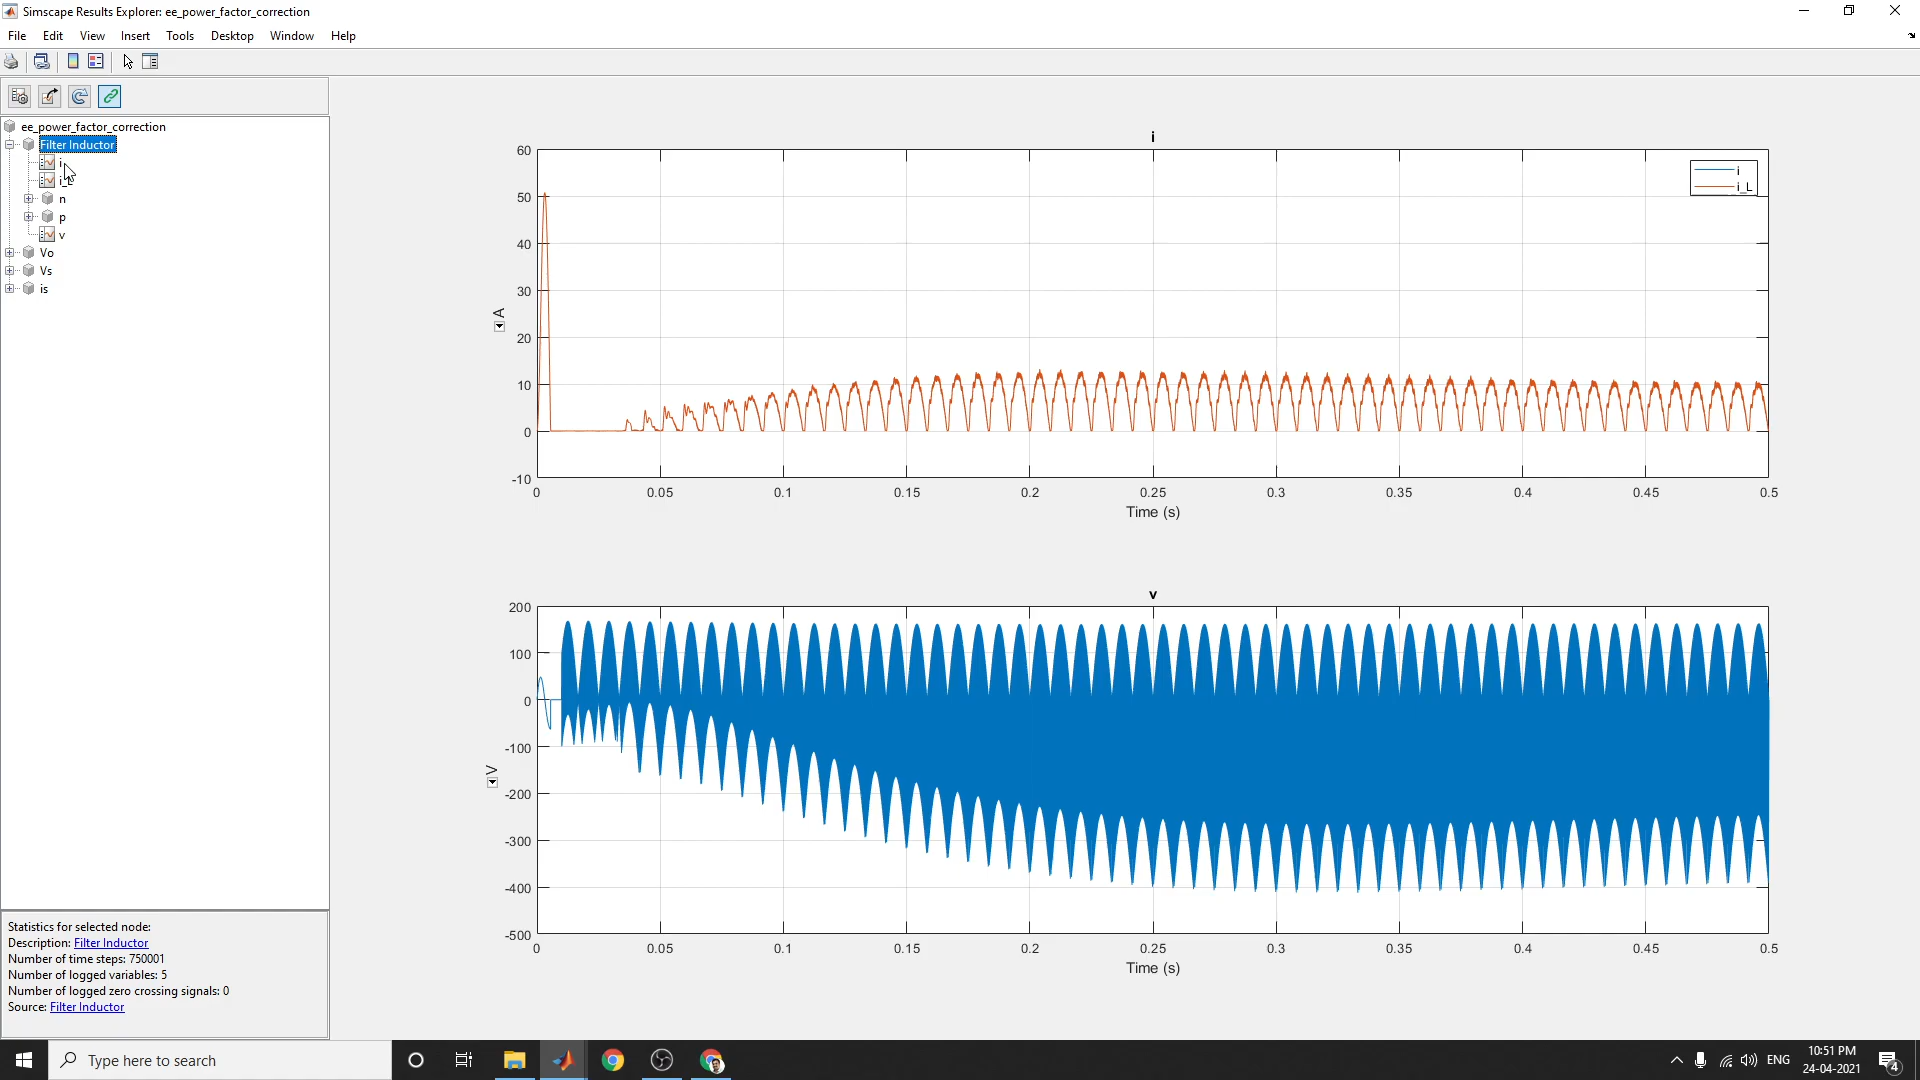 Simscape Results Explorer: ee_power_factor_correction
File Edit View Insert Tools Desktop Window Help
ee_power_factor_correction
Filter Inductor
i
i_L
n
p
v
Vo
Vs
is
Statistics for selected node:
Description: Filter Inductor
Number of time steps: 750001
Number of logged variables: 5
Number of logged zero crossing signals: 0
Source: Filter Inductor
i
60
50
40
30
20
10
0
-10
A
i
i_L
0 0.05 0.1 0.15 0.2 0.25 0.3 0.35 0.4 0.45 0.5
Time (s)
v
200
100
0
-100
-200
-300
-400
-500
V
0 0.05 0.1 0.15 0.2 0.25 0.3 0.35 0.4 0.45 0.5
Time (s)
Type here to search
ENG
10:51 PM
24-04-2021
4